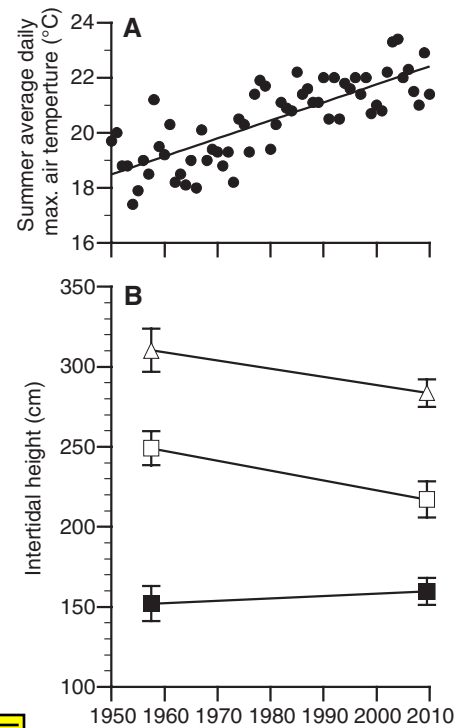 Summer average daily
max. air temperture (°C)
A
24
22
20
18
16
B
Intertidal height (cm)
350
300
250
200
150
100
1950 1960 1970 1980 1990 2000 2010